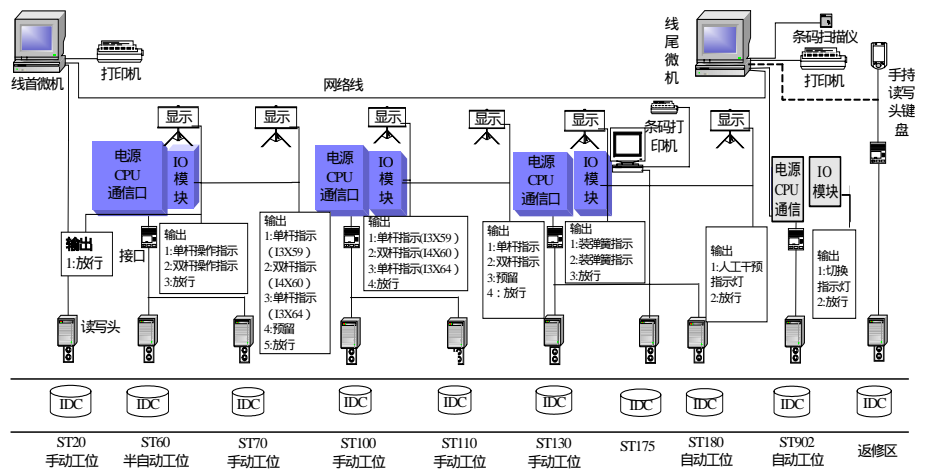 线首微机
打印机
网络线
线
尾
微
机
条码扫描仪
打印机
手持
读写
头键
盘
显示
显示
显示
显示
显示
条码打
印机
电源
CPU
通信口
IO
模
块
电源
CPU
通信口
IO
模
块
电源
CPU
通信口
IO
模
块
电源
CPU
通信
IO
模块
输出
1:放行
接口
输出
1:单杆操作指示
2:双杆操作指示
3:放行
输出
1:单杆指示
（I3X59）
2:双杆指示
（I4X60）
3:单杆指示
（I3X64）
4:预留
5:放行
输出
1:单杆指示(I3X59）
2:双杆指示(I4X60）
3:单杆指示(I3X64）
4:放行
输出
1:单杆指示
2:双杆指示
3:预留
4：放行
输出
1:装弹簧指示
2:装弹簧指示
3:放行
输出
1:人工干预
指示灯
2:放行
输出
1:切换
指示灯
2:放行
读写头
IDC
IDC
IDC
IDC
IDC
IDC
IDC
IDC
IDC
IDC
ST20
手动工位
ST60
半自动工位
ST70
手动工位
ST100
手动工位
ST110
手动工位
ST130
手动工位
ST175
ST180
自动工位
ST902
自动工位
返修区